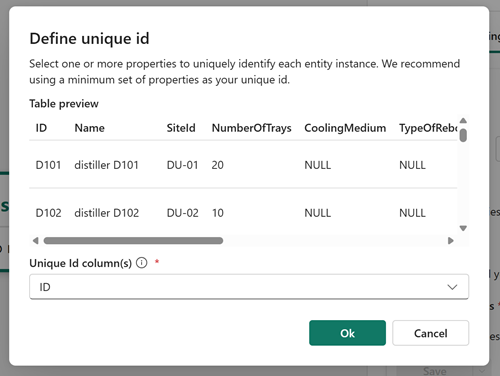 Define unique id
Select one or more properties to uniquely identify each entity instance. We recommend
using a minimum set of properties as your unique id.
Table preview
ID Name SiteId NumberOfTrays CoolingMedium TypeOfRebo
D101 distiller D101 DU-01 20 NULL NULL
D102 distiller D102 DU-02 10 NULL NULL
Unique Id column(s) *
ID
Ok Cancel
Save